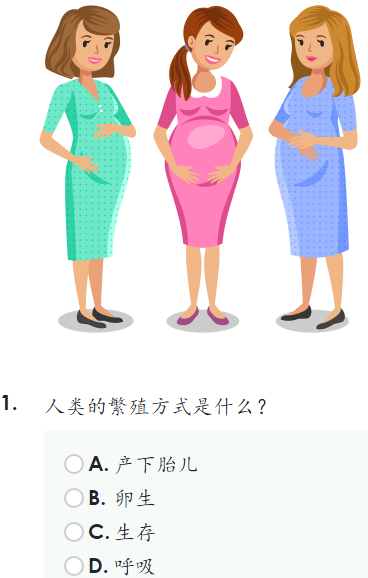 1. 人类的繁殖方式是什么？
A. 产下胎儿
B. 卵生
C. 生存
D. 呼吸